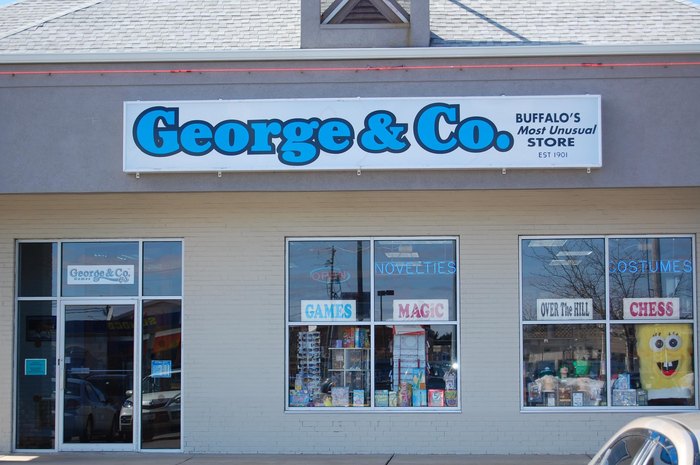 George & Co.
BUFFALO'S
Most Unusual
STORE
EST 1901
George & Co.
OPEN
NOVELTIES
COSTUMES
GAMES
MAGIC
OVER The HILL
CHESS